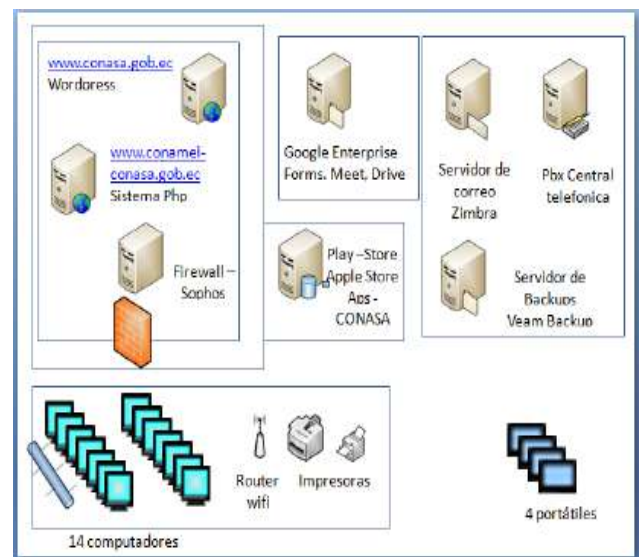 www.conasa.gob.ec
Wordpress
www.conamel-
conasa.gob.ec
Sistema Php
Firewall –
Sophos
Google Enterprise
Forms. Meet, Drive
Play –Store
Apple Store
Aps -
CONASA
Servidor de
correo
Zimbra
Pbx Central
telefonica
Servidor de
Backups
Veam Backup
Router
wifi
Impresoras
14 computadores
4 portátiles